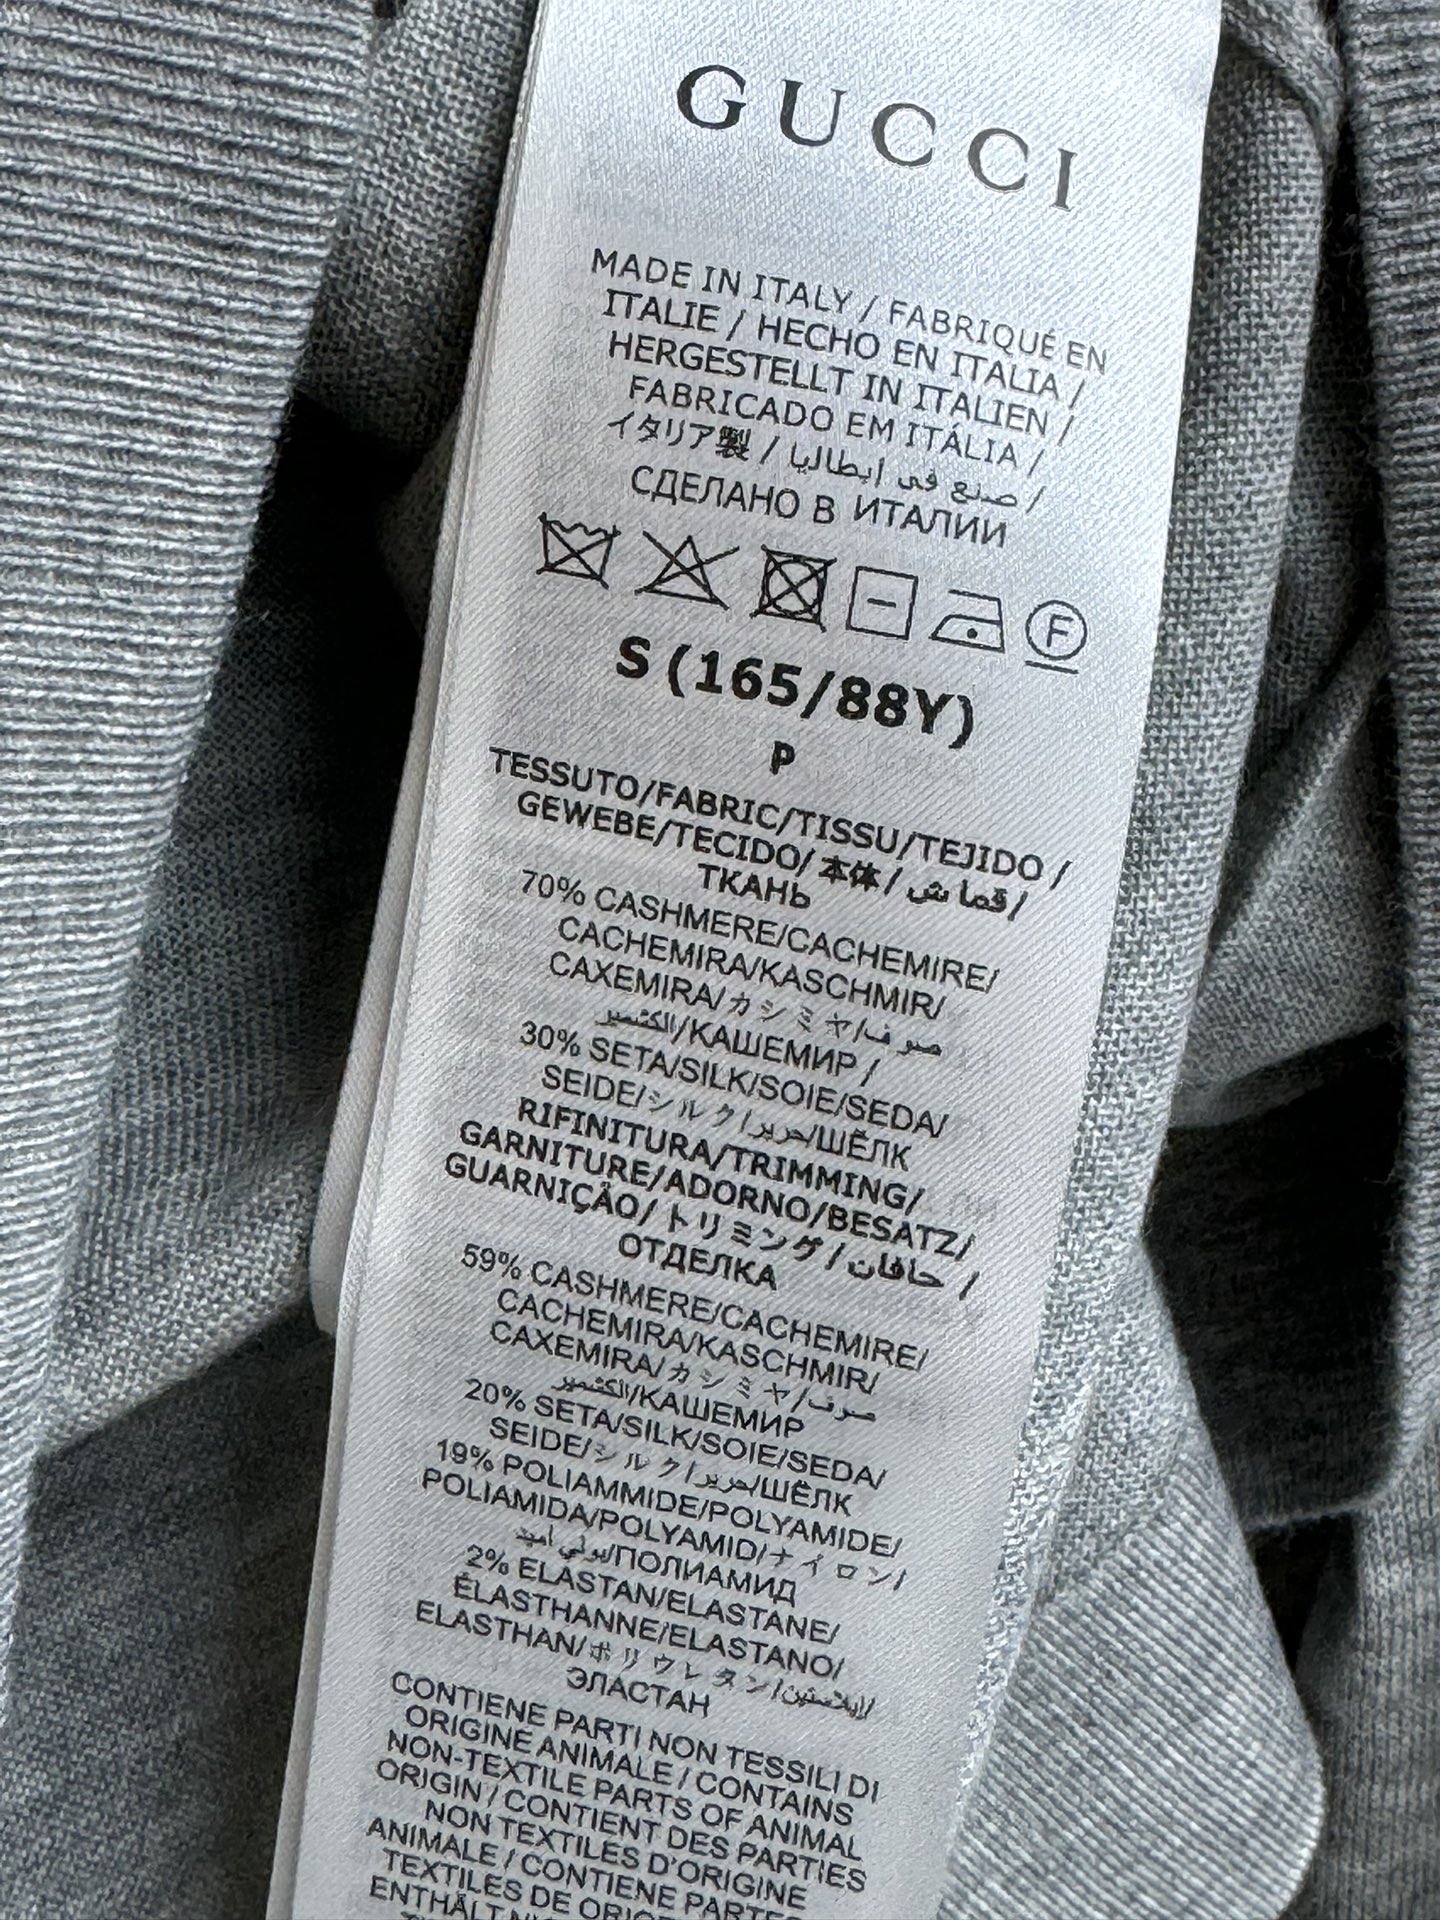 GUCCI
MADE IN ITALY / FABRIQUÉ EN
ITALIE / HECHO EN ITALIA /
HERGESTELLT IN ITALIEN /
FABRICADO EM ITÁLIA /
イタリア製 / صنع في ايطاليا /
СДЕЛАНО В ИТАЛИИ
F
S (165/88Y)
P
TESSUTO/FABRIC/TISSU/TEJIDO /
GEWEBE/TECIDO/ 本体 / قما ش/
ТКАНЬ
70% CASHMERE/CACHEMIRE/
CACHEMIRA/KASCHMIR/
CAXEMIRA/カシミヤ/صوف
الكشمير/КАШЕМИР /
30% SETA/SILK/SOIE/SEDA/
SEIDE/シルク/حرير/ШЁЛК
RIFINITURA/TRIMMING/
GARNITURE/ADORNO/BESATZ/
GUARNIÇÃO/トリミング/ حافان /
ОТДЕЛКА
59% CASHMERE/CACHEMIRE/
CACHEMIRA/KASCHMIR/
CAXEMIRA/カシミヤ/صوف
الكشمير/КАШЕМИР
20% SETA/SILK/SOIE/SEDA/
SEIDE/シルク/حرير/ШЁЛК
19% POLIAMMIDE/POLYAMIDE/
POLIAMIDA/POLYAMID/ナイロン/
بولي اميد/ПОЛИАМИД
2% ELASTAN/ELASTANE/
ÉLASTHANNE/ELASTANO/
ELASTHAN/ポリウレタン/
ЭЛАСТАН
CONTIENE PARTI NON TESSILI DI
ORIGINE ANIMALE / CONTAINS
NON-TEXTILE PARTS OF ANIMAL
ORIGIN / CONTIENT DES PARTIES
NON TEXTILES D'ORIGINE
ANIMALE / CONTIENE PARTES
TEXTILES DE
ENTHÄLT